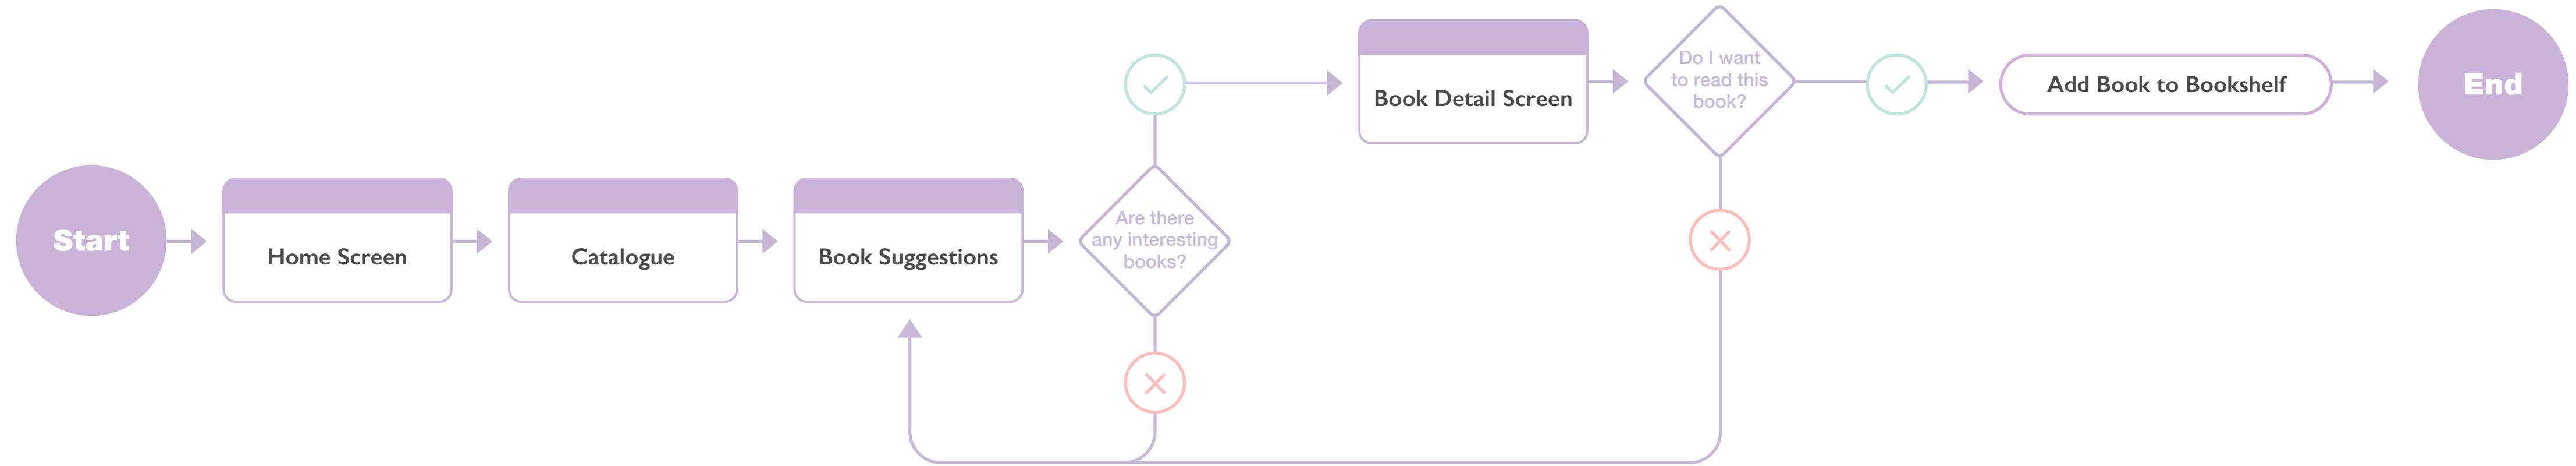 Start
Home Screen
Catalogue
Book Suggestions
Are there
any interesting
books?
Book Detail Screen
Do I want
to read this
book?
Add Book to Bookshelf
End